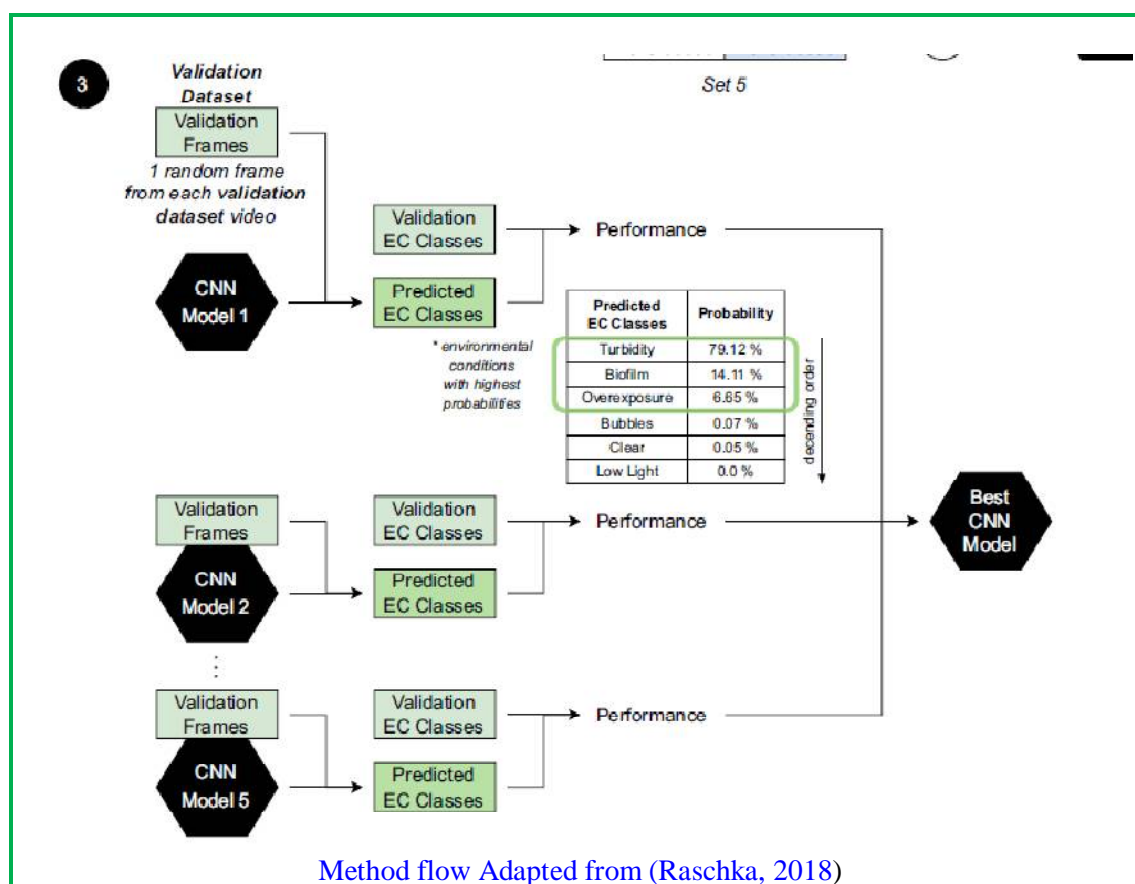 3
Validation
Dataset
Set 5
Validation
Frames
1 random frame
from each validation
dataset video
Validation
EC Classes
Performance
CNN
Model 1
Predicted
EC Classes
* environmental
conditions
with highest
probabilities
Predicted
EC Classes
Probability
Turbidity
79.12 %
Biofilm
14.11 %
Overexposure
6.65 %
Bubbles
0.07 %
Clear
0.05 %
Low Light
0.0 %
decending order
Validation
Frames
Validation
EC Classes
Performance
Best
CNN
Model
CNN
Model 2
Predicted
EC Classes
Validation
Frames
Validation
EC Classes
Performance
CNN
Model 5
Predicted
EC Classes
Method flow Adapted from (Raschka, 2018)